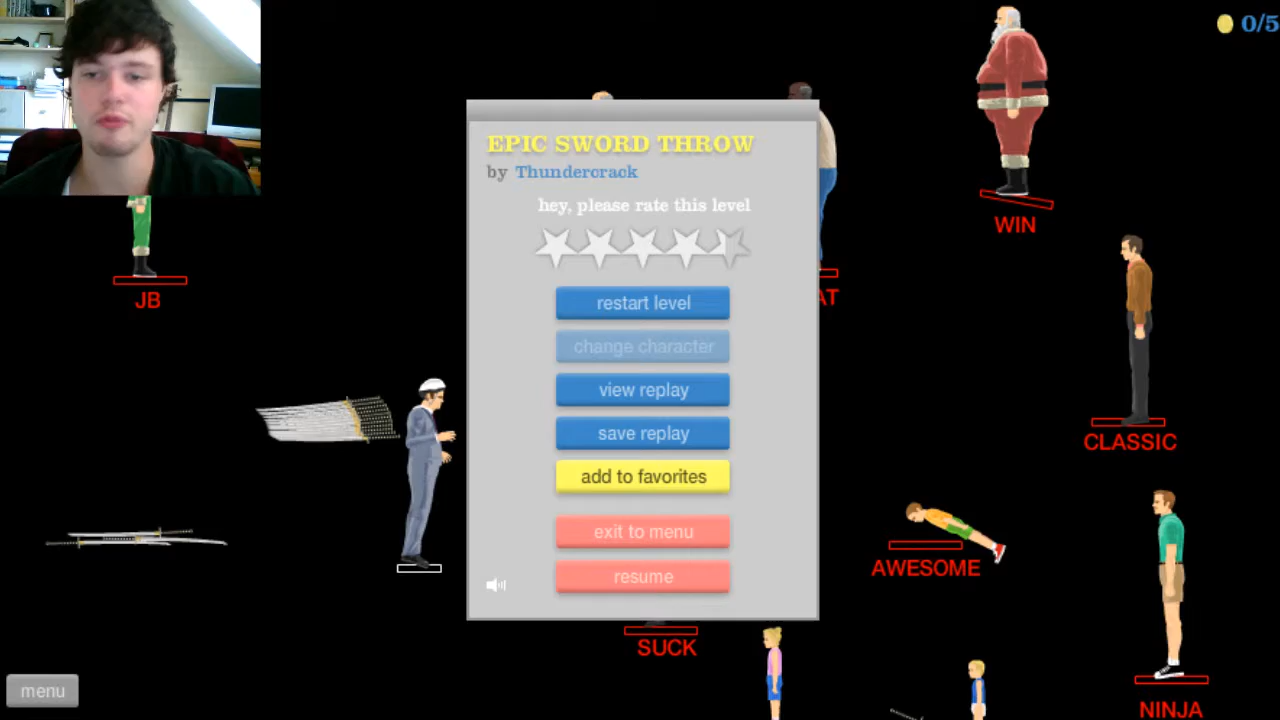 0/5
EPIC SWORD THROW
by Thundercrack
hey, please rate this level
WIN
JB
AT
restart level
change character
view replay
CLASSIC
save replay
add to favorites
exit to menu
AWESOME
resume
SUCK
menu
NINJA